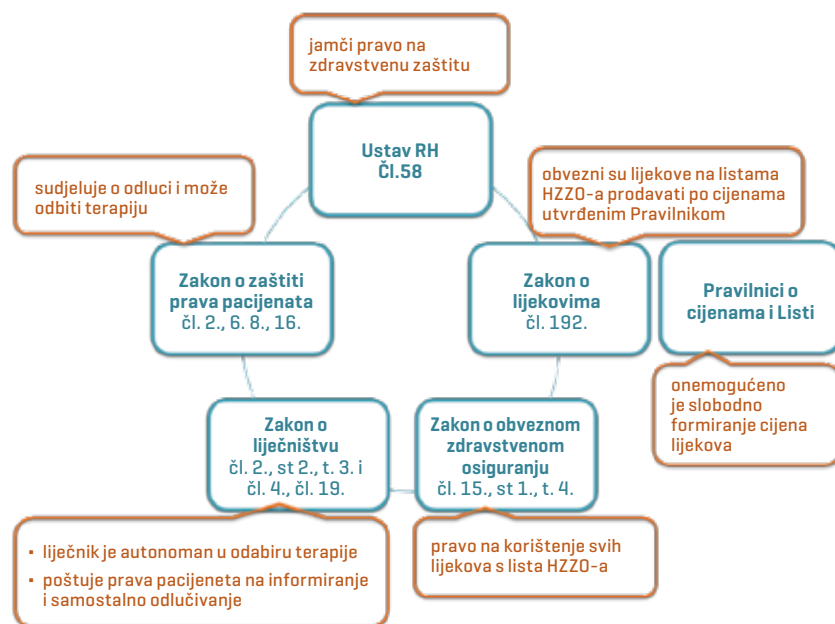 jamči pravo na
zdravstvenu zaštitu
Ustav RH
Čl.58
sudjeluje o odluci i može
odbiti terapiju
obvezni su lijekove na listama
HZZO-a prodavati po cijenama
utvrđenim Pravilnikom
Zakon o zaštiti
prava pacijenata
čl. 2., 6. 8., 16.
Zakon o
lijekovima
čl. 192.
Pravilnici o
cijenama i Listi
onemogućeno
je slobodno
formiranje cijena
lijekova
Zakon o
liječništvu
čl. 2., st 2., t. 3. i
čl. 4., čl. 19.
Zakon o obveznom
zdravstvenom
osiguranju
čl. 15., st 1., t. 4.
• liječnik je autonoman u odabiru terapije
• poštuje prava pacijeneta na informiranje
i samostalno odlučivanje
pravo na korištenje svih
lijekova s lista HZZO-a